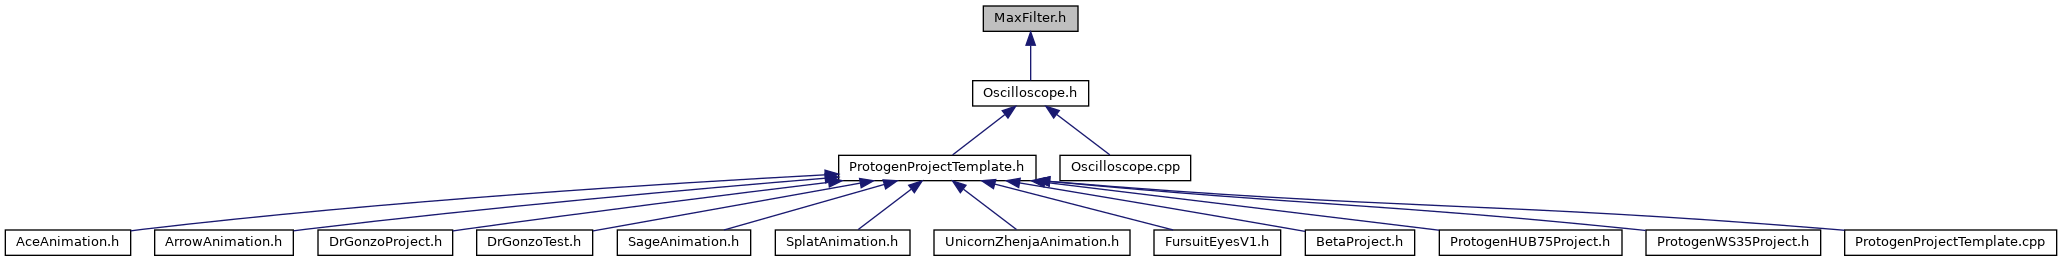 MaxFilter.h
Oscilloscope.h
ProtogenProjectTemplate.h
Oscilloscope.cpp
AceAnimation.h
ArrowAnimation.h
DrGonzoProject.h
DrGonzoTest.h
SageAnimation.h
SplatAnimation.h
UnicornZhenjaAnimation.h
FursuitEyesV1.h
BetaProject.h
ProtogenHUB75Project.h
ProtogenWS35Project.h
ProtogenProjectTemplate.cpp